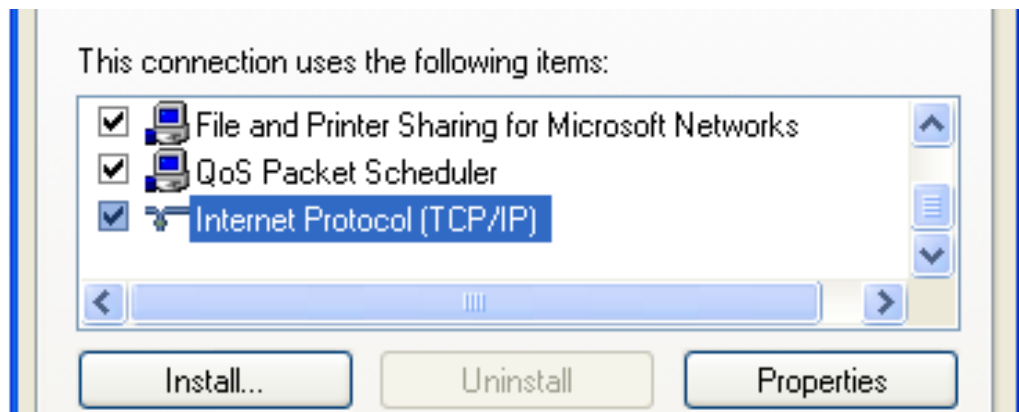 This connection uses the following items:
File and Printer Sharing for Microsoft Networks
QoS Packet Scheduler
Internet Protocol (TCP/IP)
Install... Uninstall Properties